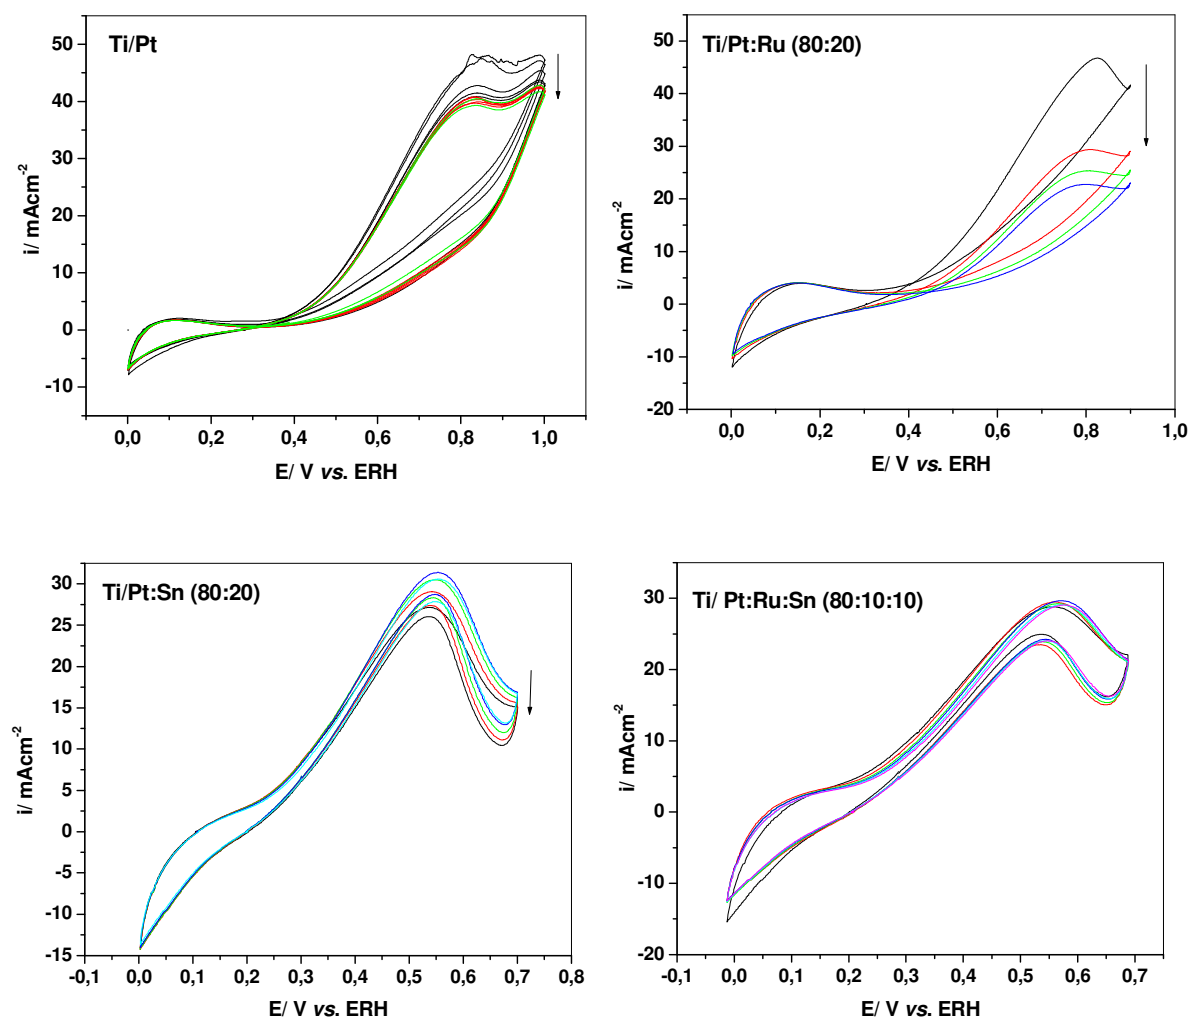 Ti/Pt
50
40
30
20
10
0
-10
0,0 0,2 0,4 0,6 0,8 1,0
i/ mAcm-2
E/ V vs. ERH
Ti/Pt:Ru (80:20)
50
40
30
20
10
0
-10
-20
0,0 0,2 0,4 0,6 0,8 1,0
i/ mAcm-2
E/ V vs. ERH
Ti/Pt:Sn (80:20)
30
25
20
15
10
5
0
-5
-10
-15
-0,1 0,0 0,1 0,2 0,3 0,4 0,5 0,6 0,7 0,8
i/ mAcm-2
E/ V vs. ERH
Ti/ Pt:Ru:Sn (80:10:10)
30
20
10
0
-10
-20
-0,1 0,0 0,1 0,2 0,3 0,4 0,5 0,6 0,7
i/ mAcm-2
E/ V vs. ERH